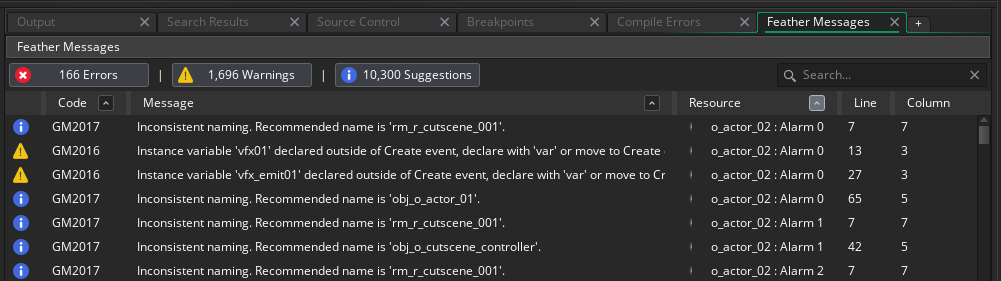 Output Search Results Source Control Breakpoints Compile Errors Feather Messages +
Feather Messages
166 Errors | 1,696 Warnings | 10,300 Suggestions Search...
Code Message Resource Line Column
GM2017 Inconsistent naming. Recommended name is 'rm_r_cutscene_001'. o_actor_02 : Alarm 0 7 7
GM2016 Instance variable 'vfx01' declared outside of Create event, declare with 'var' or move to Create o_actor_02 : Alarm 0 13 3
GM2016 Instance variable 'vfx_emit01' declared outside of Create event, declare with 'var' or move to Cr o_actor_02 : Alarm 0 27 3
GM2017 Inconsistent naming. Recommended name is 'obj_o_actor_01'. o_actor_02 : Alarm 0 65 5
GM2017 Inconsistent naming. Recommended name is 'rm_r_cutscene_001'. o_actor_02 : Alarm 1 7 7
GM2017 Inconsistent naming. Recommended name is 'obj_o_cutscene_controller'. o_actor_02 : Alarm 1 42 5
GM2017 Inconsistent naming. Recommended name is 'rm_r_cutscene_001'. o_actor_02 : Alarm 2 7 7